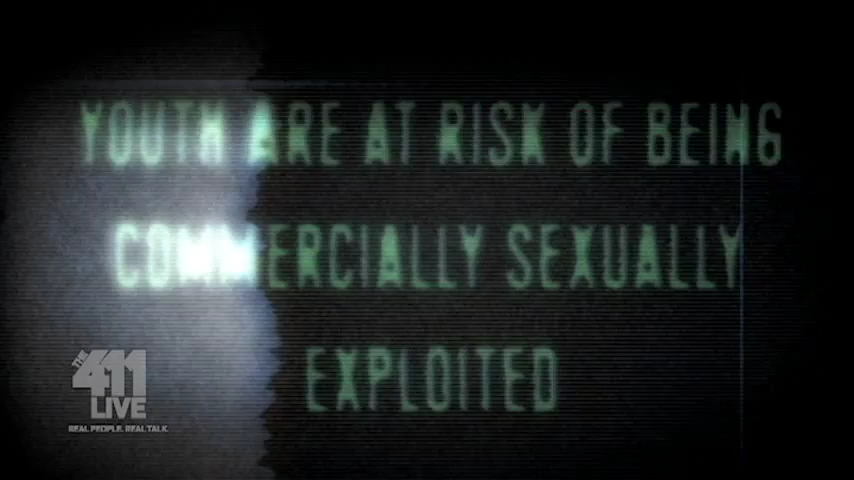 YOUTH ARE AT RISK OF BEING
COMMERCIALLY SEXUALLY
EXPLOITED
THE
411
LIVE
REAL PEOPLE. REAL TALK.